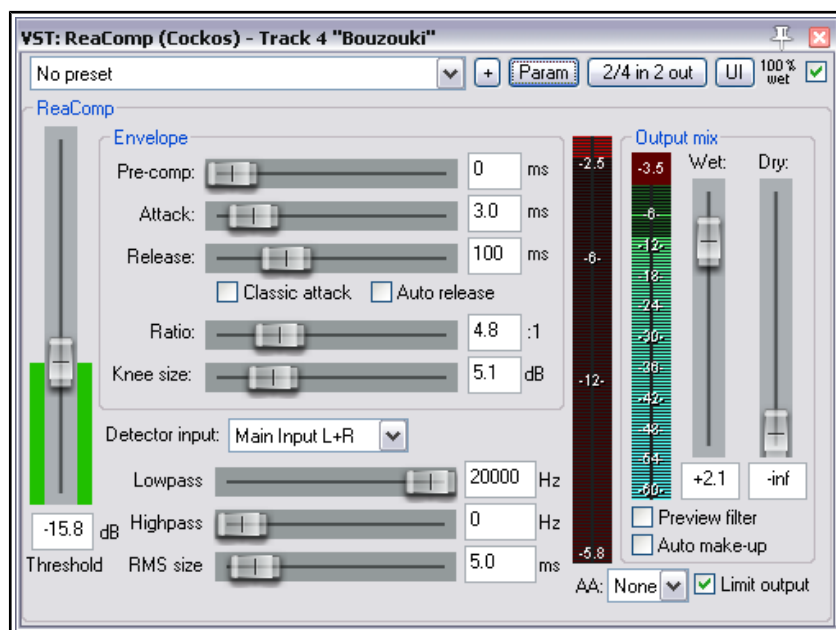 VST: ReaComp (Cockos) - Track 4 "Bouzouki"
No preset
+
Param
2/4 in 2 out
UI
100% wet
ReaComp
Envelope
Pre-comp: 0 ms
Attack: 3.0 ms
Release: 100 ms
Classic attack Auto release
Ratio: 4.8 :1
Knee size: 5.1 dB
Detector input: Main Input L+R
Lowpass 20000 Hz
Highpass 0 Hz
RMS size 5.0 ms
-15.8 dB
Threshold
-2.5
-6-
-12-
-5.8
Output mix
Wet: Dry:
-3.5
-6-
-12-
-18-
-24-
-30-
-36-
-42-
-48-
-54-
-60-
+2.1 -inf
Preview filter
Auto make-up
AA: None Limit output